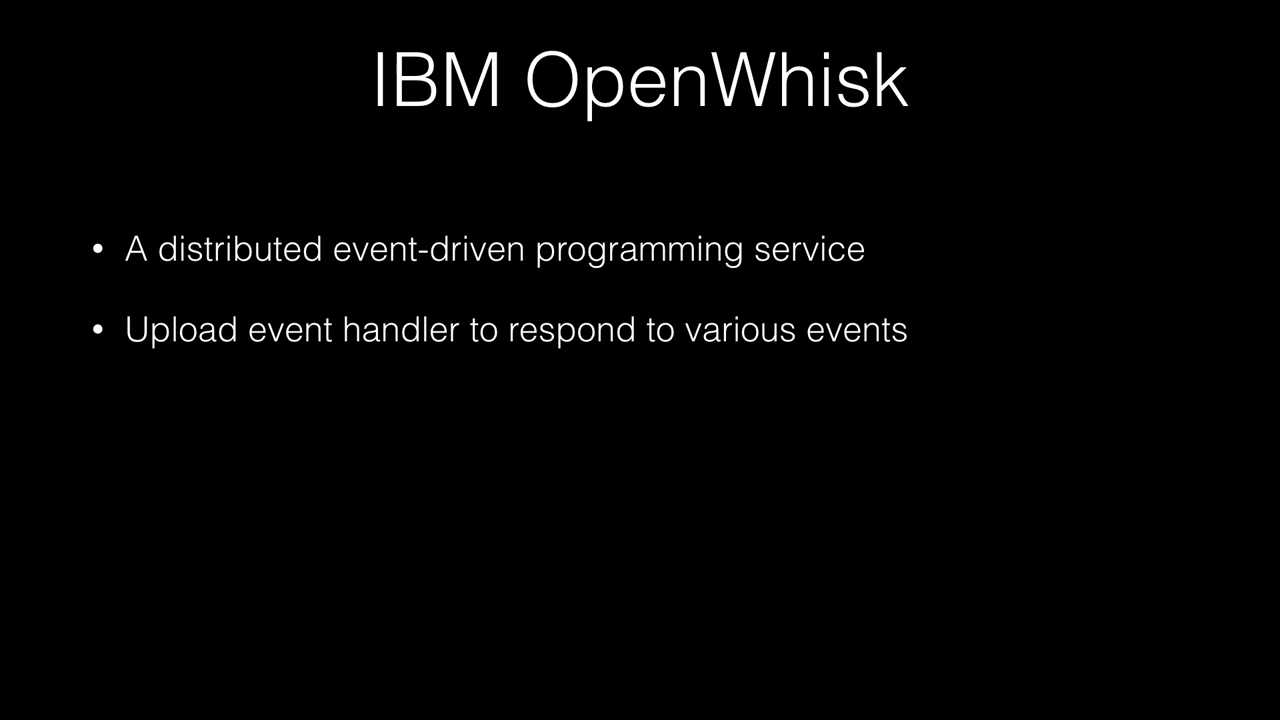 IBM OpenWhisk
• A distributed event-driven programming service
• Upload event handler to respond to various events